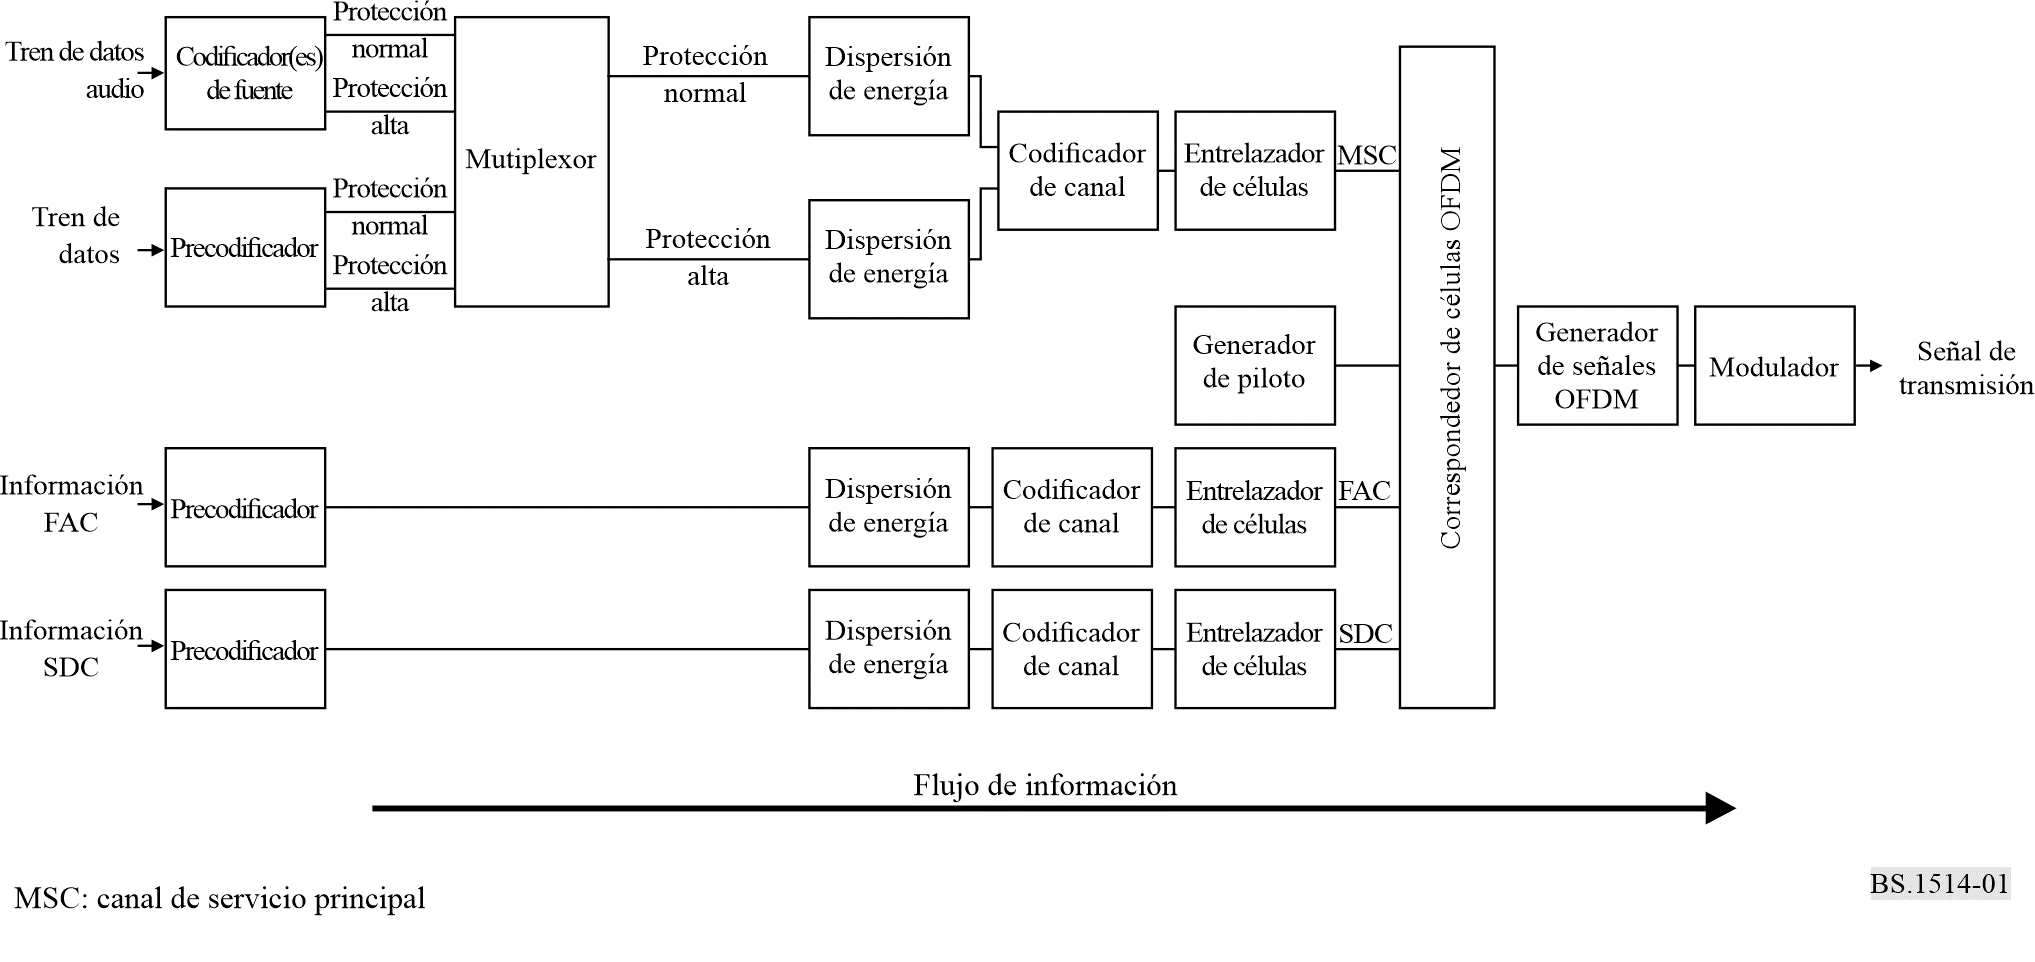 Tren de datos
audio
Codificador(es)
de fuente
Protección
normal
Protección
alta
Tren de
datos
Precodificador
Protección
normal
Protección
alta
Mutiplexor
Protección
normal
Protección
alta
Dispersión
de energía
Dispersión
de energía
Codificador
de canal
Entrelazador
de células
MSC
Generador
de piloto
Información
FAC
Precodificador
Dispersión
de energía
Codificador
de canal
Entrelazador
de células
FAC
Información
SDC
Precodificador
Dispersión
de energía
Codificador
de canal
Entrelazador
de células
SDC
Correspondedor de células OFDM
Generador
de señales
OFDM
Modulador
Señal de
transmisión
Flujo de información
MSC: canal de servicio principal
BS.1514-01